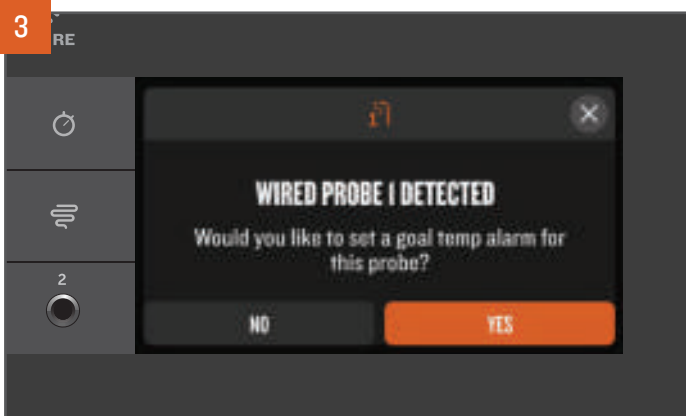 3
RE
1
WIRED PROBE 1 DETECTED
Would you like to set a goal temp alarm for
this probe?
2
NO
YES